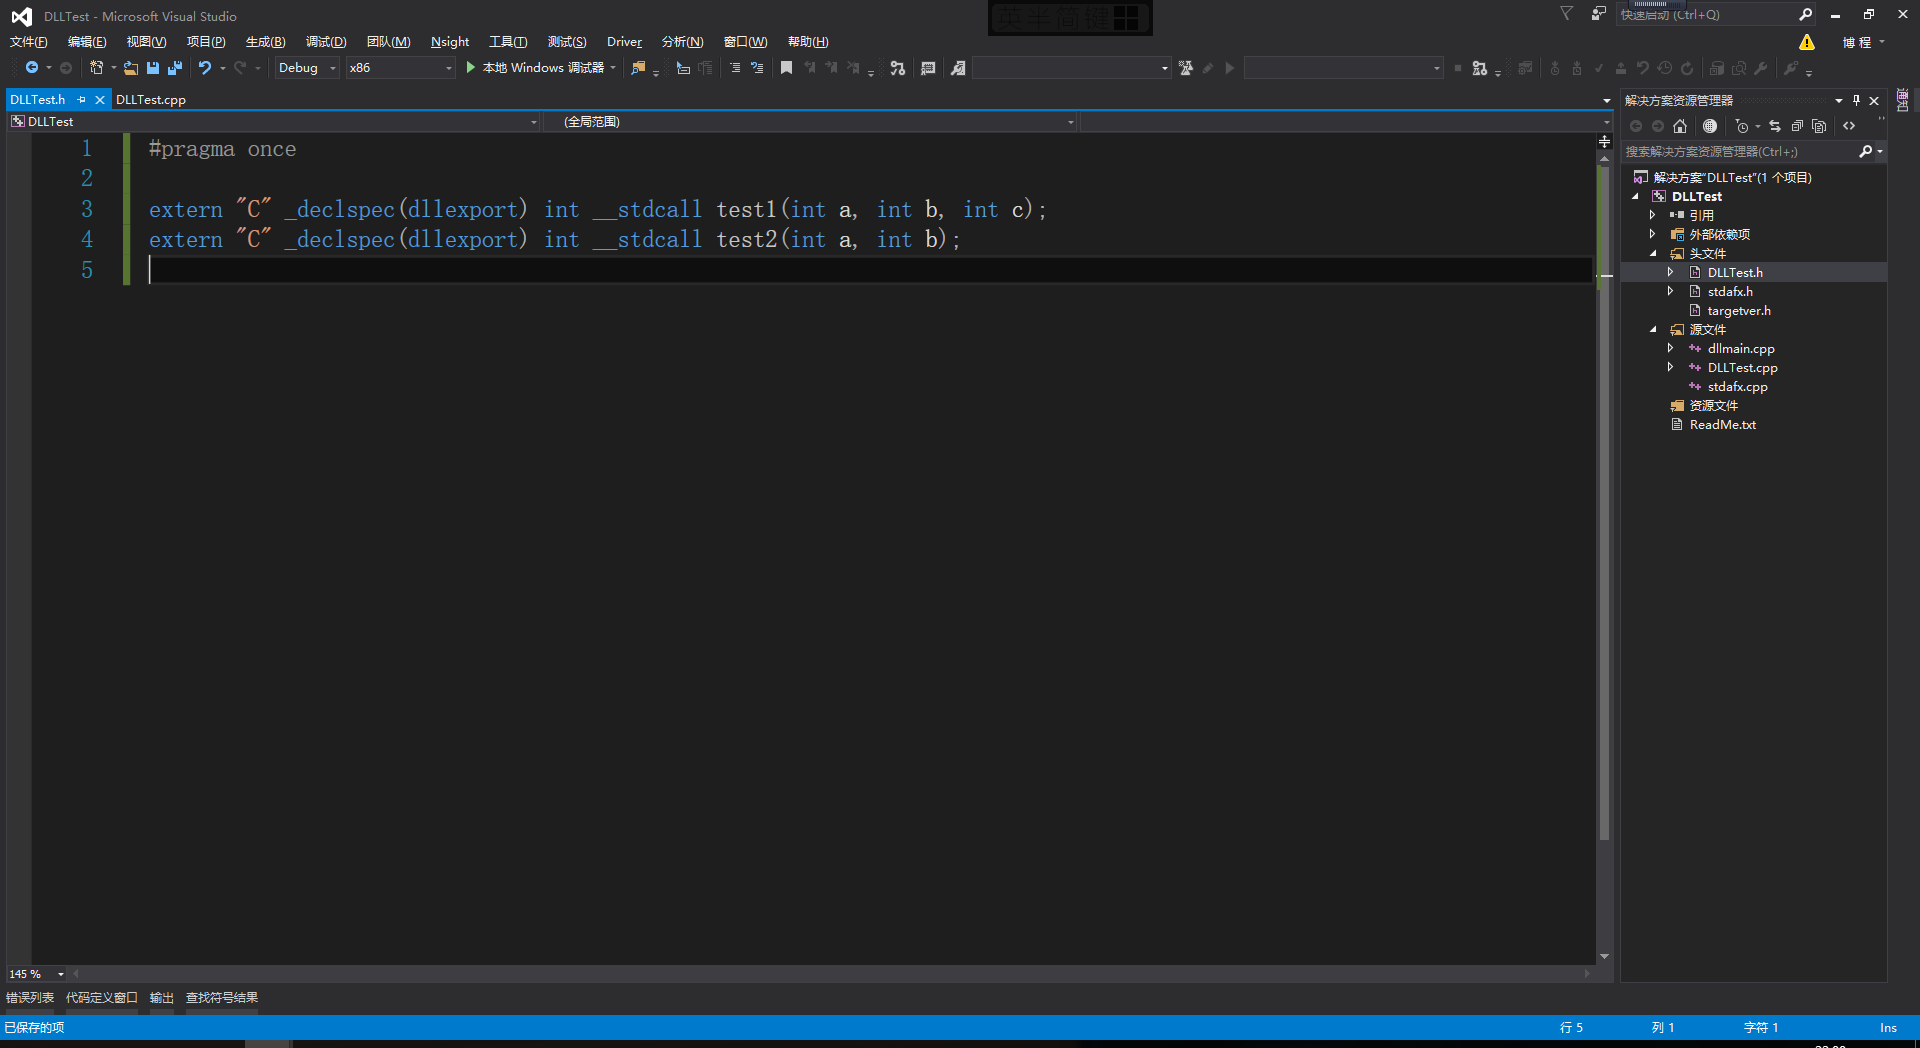 DLLTest - Microsoft Visual Studio
英半简键
快速启动 (Ctrl+Q)
文件(F) 编辑(E) 视图(V) 项目(P) 生成(B) 调试(D) 团队(M) Nsight 工具(T) 测试(S) Driver 分析(N) 窗口(W) 帮助(H)
博 程
Debug x86 本地 Windows 调试器
DLLTest.h DLLTest.cpp
DLLTest (全局范围)
1 #pragma once
2
3 extern "C" _declspec(dllexport) int __stdcall test1(int a, int b, int c);
4 extern "C" _declspec(dllexport) int __stdcall test2(int a, int b);
5
解决方案资源管理器
通知
搜索解决方案资源管理器(Ctrl+;)
解决方案"DLLTest"(1 个项目)
DLLTest
引用
外部依赖项
头文件
DLLTest.h
stdafx.h
targetver.h
源文件
dllmain.cpp
DLLTest.cpp
stdafx.cpp
资源文件
ReadMe.txt
145 %
错误列表 代码定义窗口 输出 查找符号结果
已保存的项 行 5 列 1 字符 1 Ins